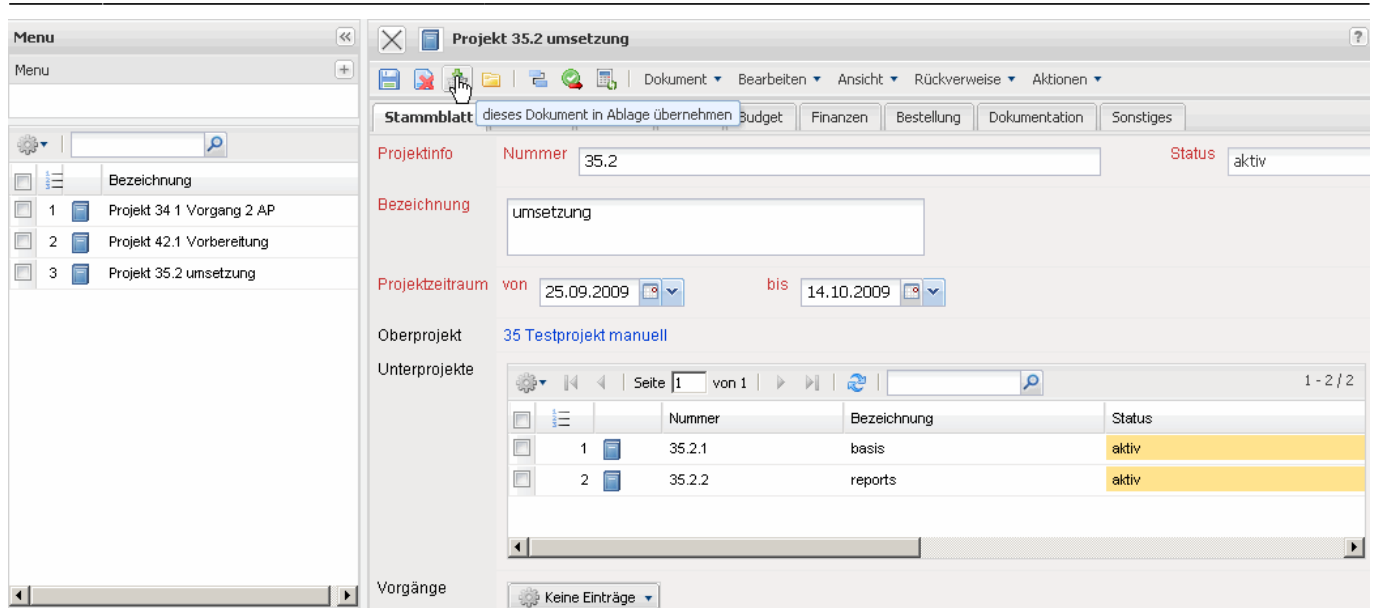 Menu
Menu
Bezeichnung
1 Projekt 34 1 Vorgang 2 AP
2 Projekt 42.1 Vorbereitung
3 Projekt 35.2 umsetzung
Projekt 35.2 umsetzung ?
Dokument Bearbeiten Ansicht Rückverweise Aktionen
dieses Dokument in Ablage übernehmen
Stammblatt Budget Finanzen Bestellung Dokumentation Sonstiges
Projektinfo Nummer 35.2 Status aktiv
Bezeichnung umsetzung
Projektzeitraum von 25.09.2009 bis 14.10.2009
Oberprojekt 35 Testprojekt manuell
Unterprojekte
Seite 1 von 1 1 - 2 / 2
Nummer Bezeichnung Status
1 35.2.1 basis aktiv
2 35.2.2 reports aktiv
Vorgänge Keine Einträge